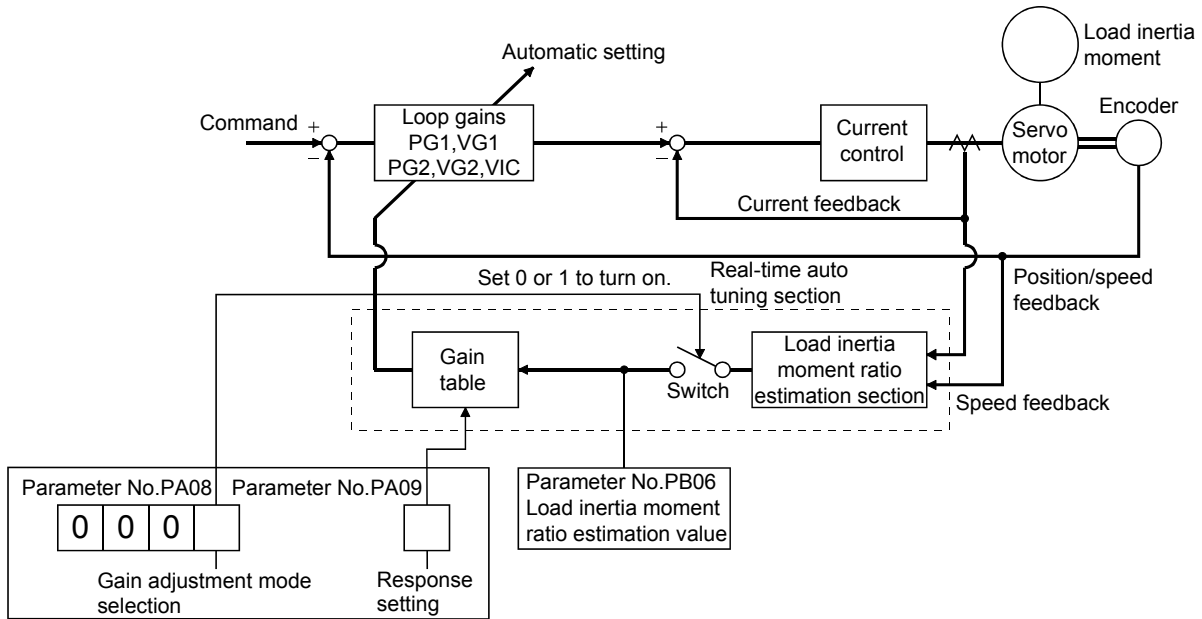 Load inertia
moment
Automatic setting
Encoder
Command
+
−
Loop gains
PG1,VG1
PG2,VG2,VIC
+
−
Current
control
Servo
motor
Current feedback
Set 0 or 1 to turn on.
Real-time auto
tuning section
Position/speed
feedback
Gain
table
Switch
Load inertia
moment ratio
estimation section
Speed feedback
Parameter No.PA08
Parameter No.PA09
0 0 0
Gain adjustment mode
selection
Response
setting
Parameter No.PB06
Load inertia moment
ratio estimation value